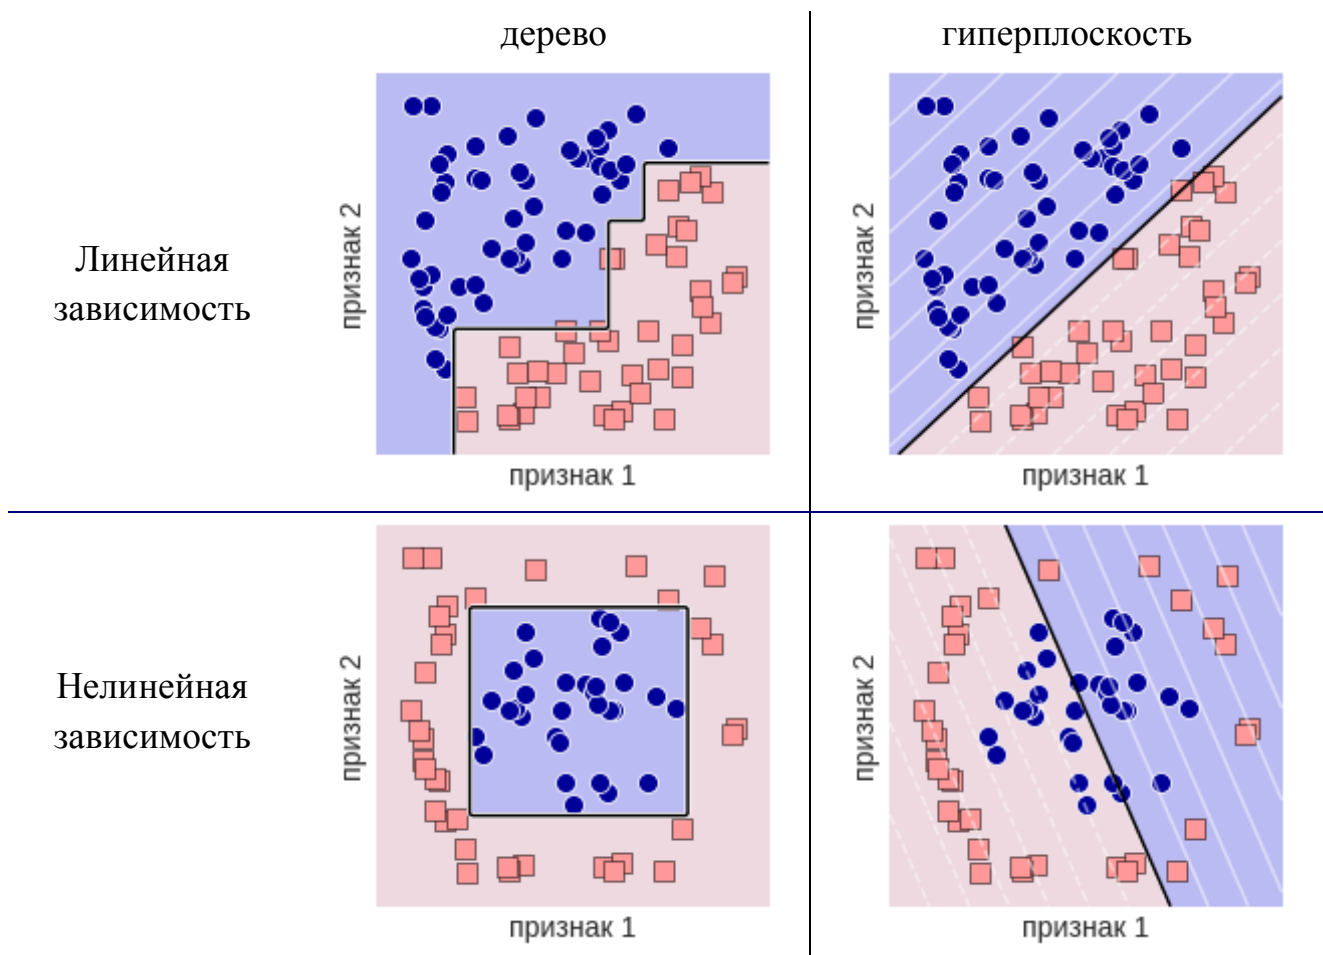 дерево
гиперплоскость
Линейная
зависимость
признак 2
признак 1
признак 2
признак 1
Нелинейная
зависимость
признак 2
признак 1
признак 2
признак 1